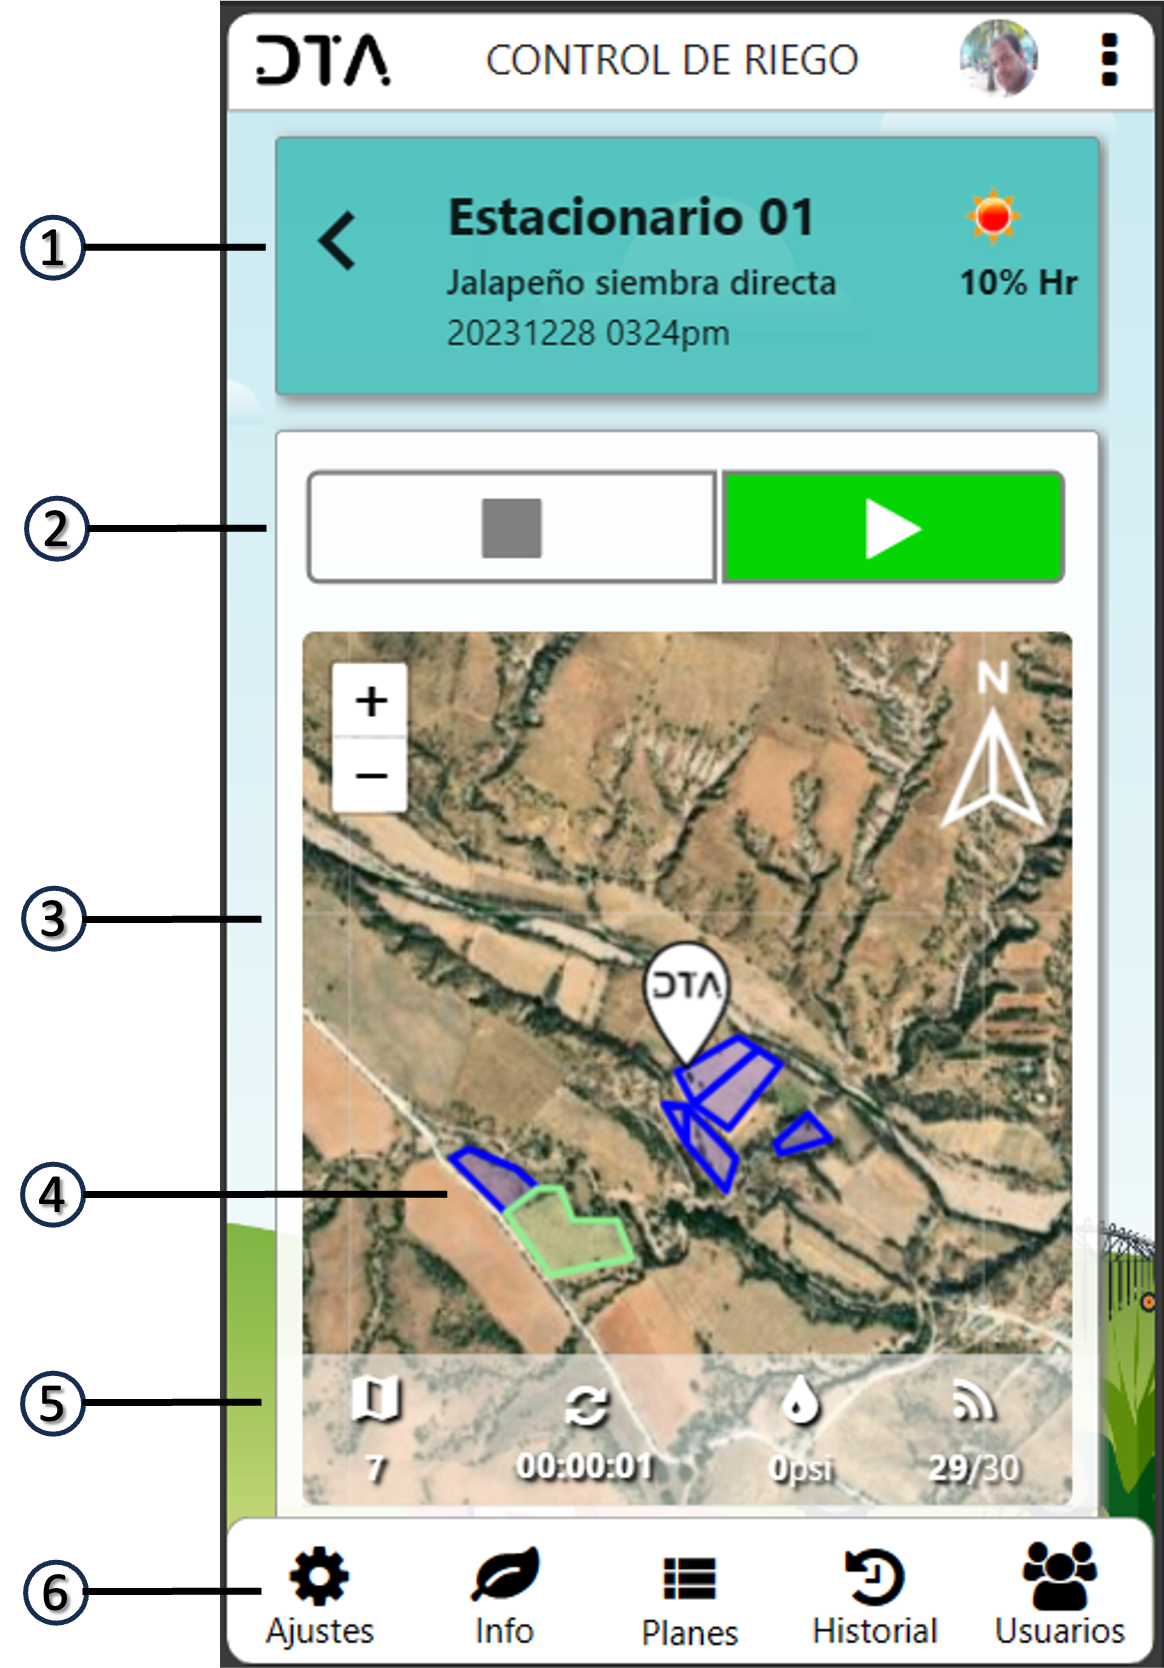 DTA CONTROL DE RIEGO
1
Estacionario 01
Jalapeño siembra directa
10% Hr
20231228 0324pm
2
+
N
−
3
DTA
4
5
7 00:00:01 0psi 29/30
6
Ajustes Info Planes Historial Usuarios